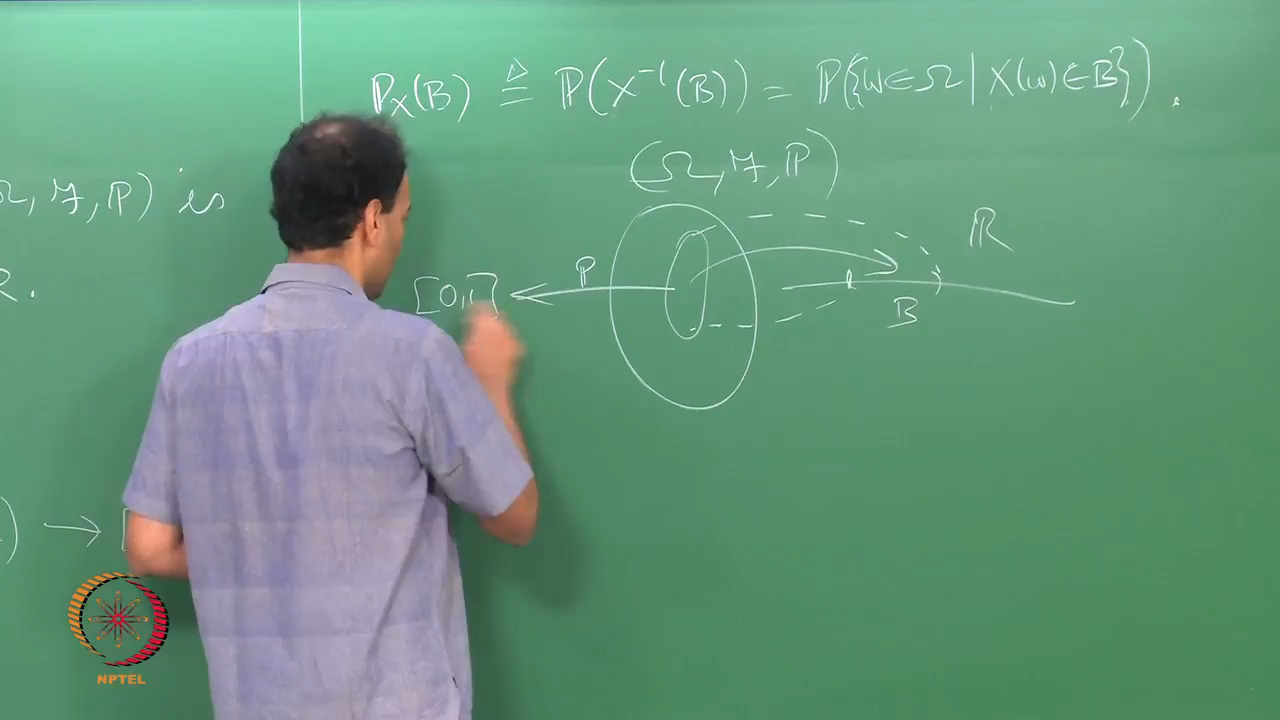 ℙ_X(B) ≜ ℙ(X⁻¹(B)) = ℙ({ω∈Ω | X(ω)∈B}).
(Ω, ℱ, ℙ)
Ω, ℱ, ℙ) is
ℝ
R.
[0,1]
ℙ
B
) → [
NPTEL